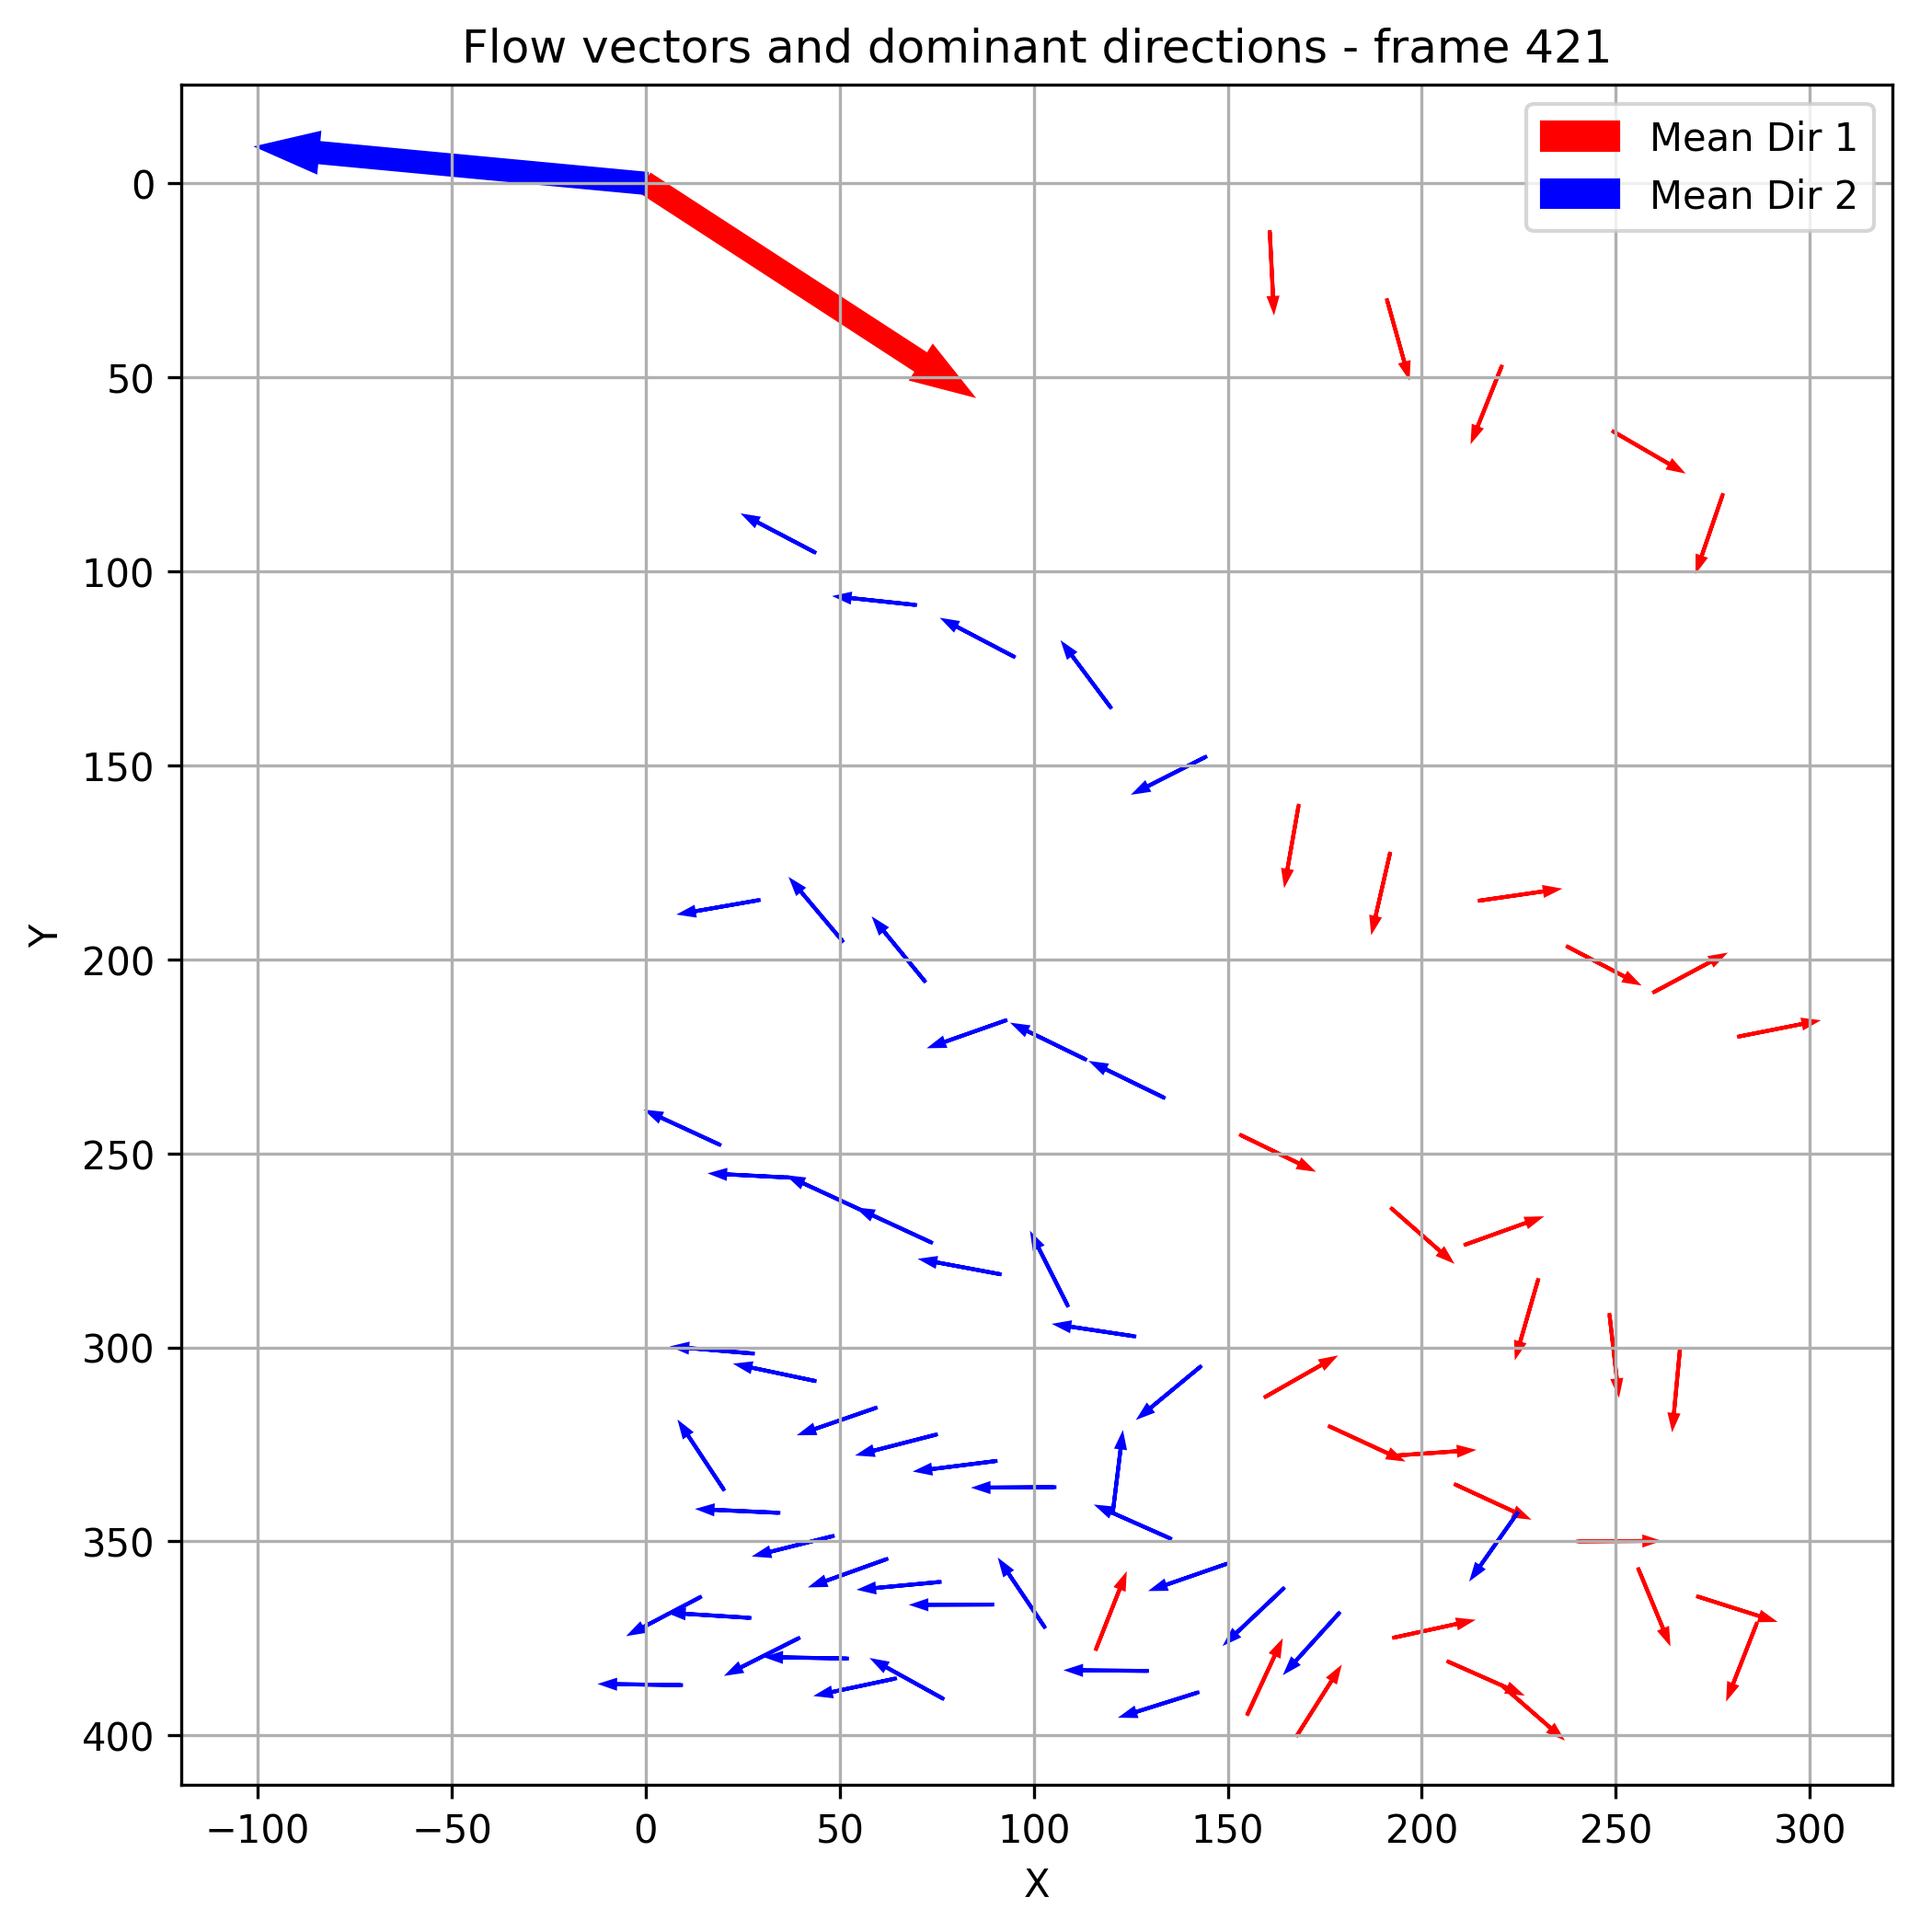 Flow vectors and dominant directions - frame 421
Mean Dir 1
Mean Dir 2
Y
0
50
100
150
200
250
300
350
400
−100 −50 0 50 100 150 200 250 300
X